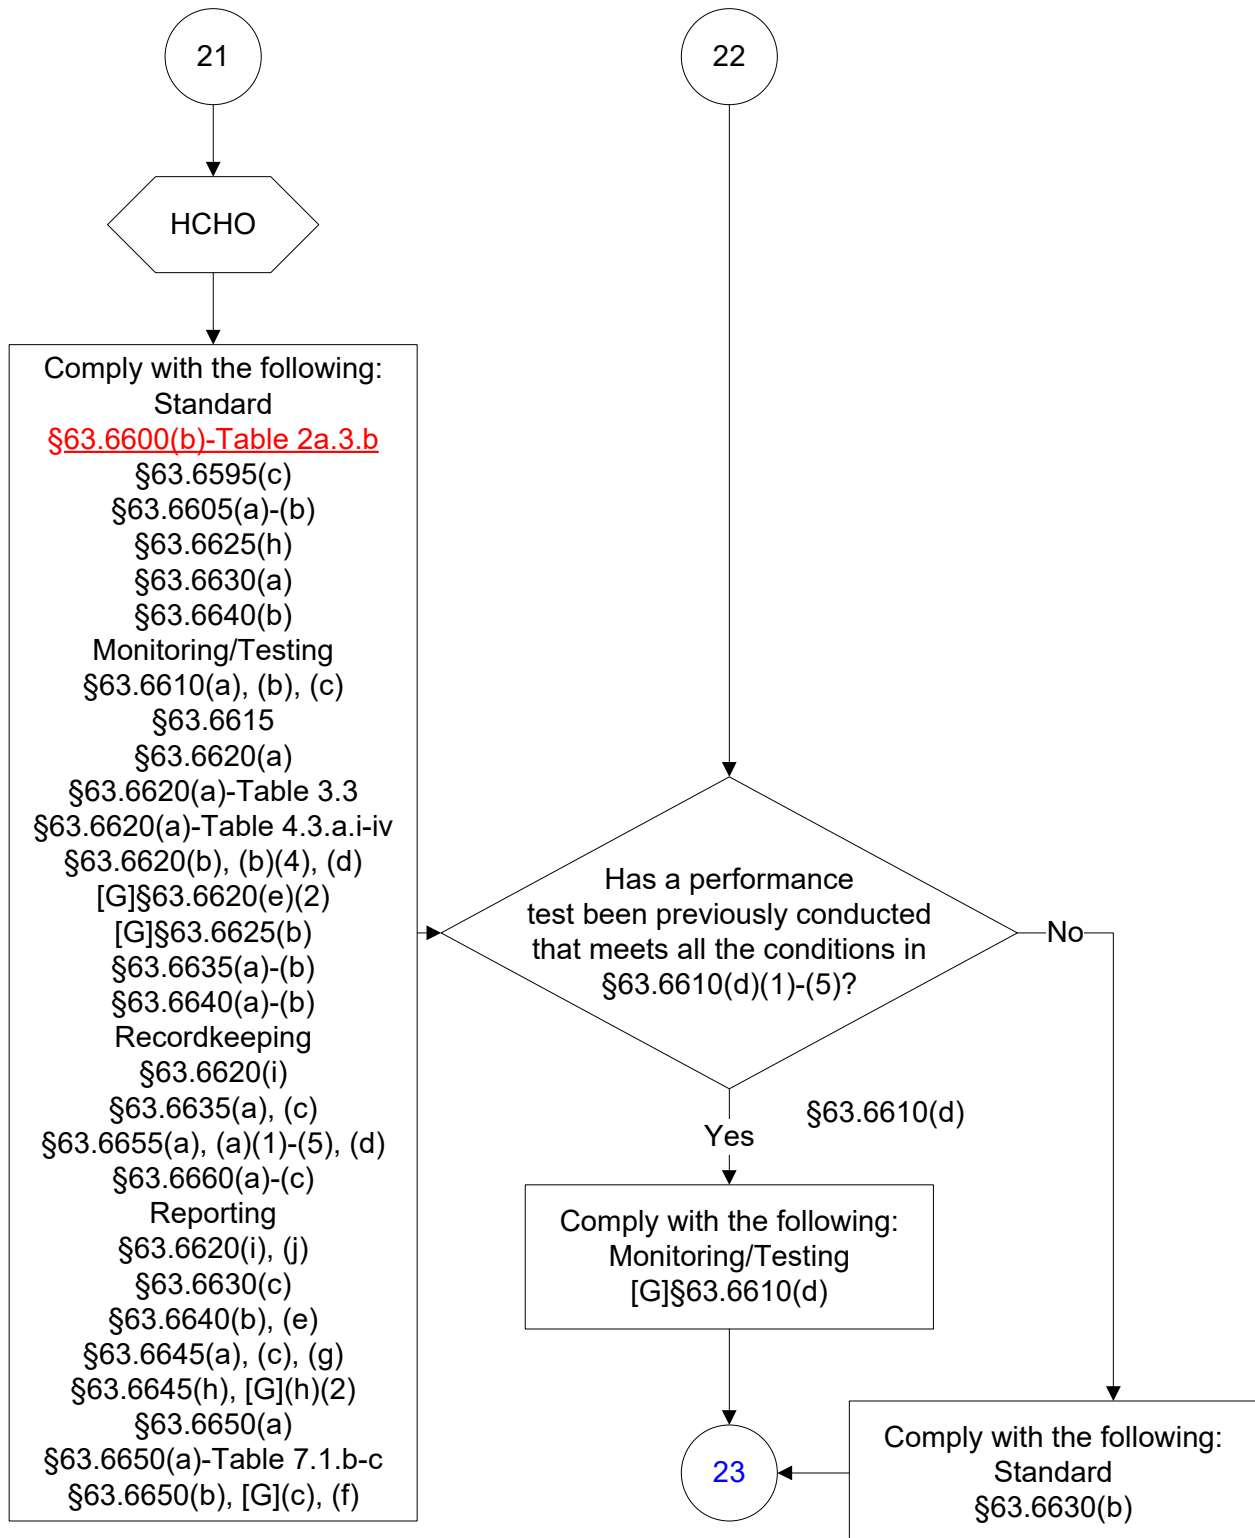 21
22
HCHO
Comply with the following:
Standard
§63.6600(b)-Table 2a.3.b
§63.6595(c)
§63.6605(a)-(b)
§63.6625(h)
§63.6630(a)
§63.6640(b)
Monitoring/Testing
§63.6610(a), (b), (c)
§63.6615
§63.6620(a)
§63.6620(a)-Table 3.3
§63.6620(a)-Table 4.3.a.i-iv
§63.6620(b), (b)(4), (d)
[G]§63.6620(e)(2)
[G]§63.6625(b)
§63.6635(a)-(b)
§63.6640(a)-(b)
Recordkeeping
§63.6620(i)
§63.6635(a), (c)
§63.6655(a), (a)(1)-(5), (d)
§63.6660(a)-(c)
Reporting
§63.6620(i), (j)
§63.6630(c)
§63.6640(b), (e)
§63.6645(a), (c), (g)
§63.6645(h), [G](h)(2)
§63.6650(a)
§63.6650(a)-Table 7.1.b-c
§63.6650(b), [G](c), (f)
Has a performance
test been previously conducted
that meets all the conditions in
§63.6610(d)(1)-(5)?
No
§63.6610(d)
Yes
Comply with the following:
Monitoring/Testing
[G]§63.6610(d)
23
Comply with the following:
Standard
§63.6630(b)